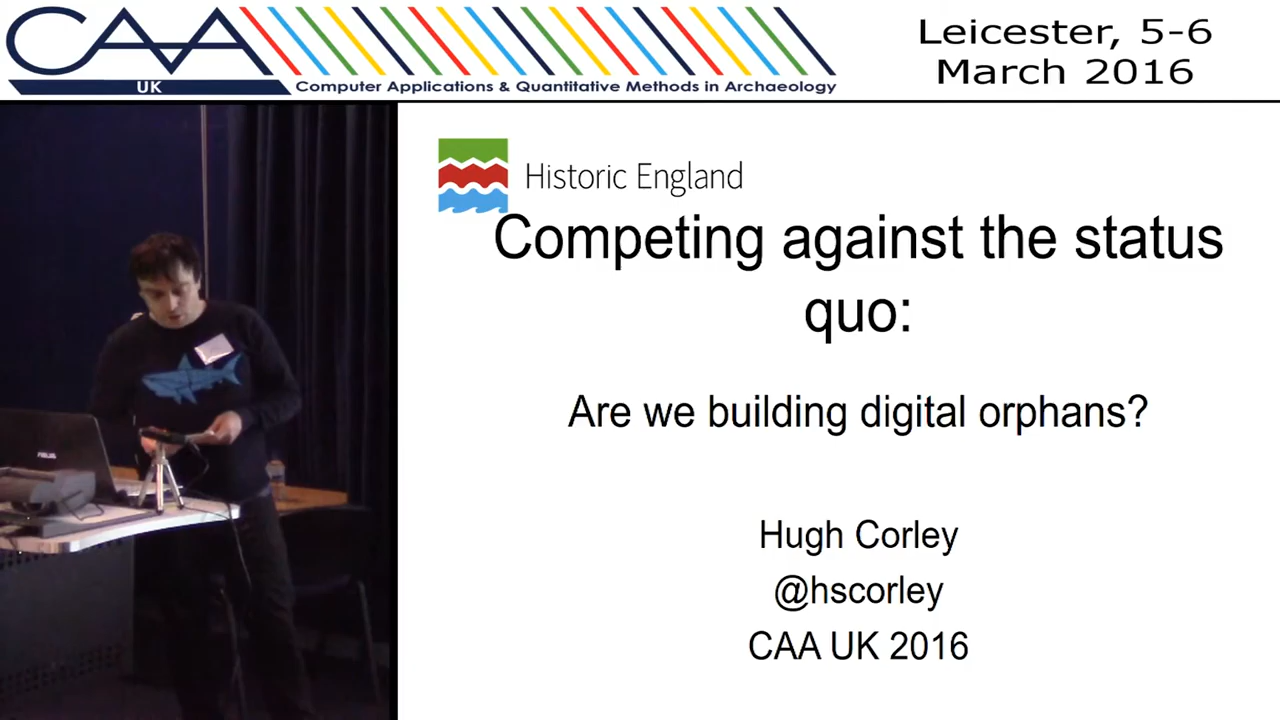 CAA
UK
Computer Applications & Quantitative Methods in Archaeology
Leicester, 5-6
March 2016
Historic England
Competing against the status
quo:
Are we building digital orphans?
Hugh Corley
@hscorley
CAA UK 2016
ASUS